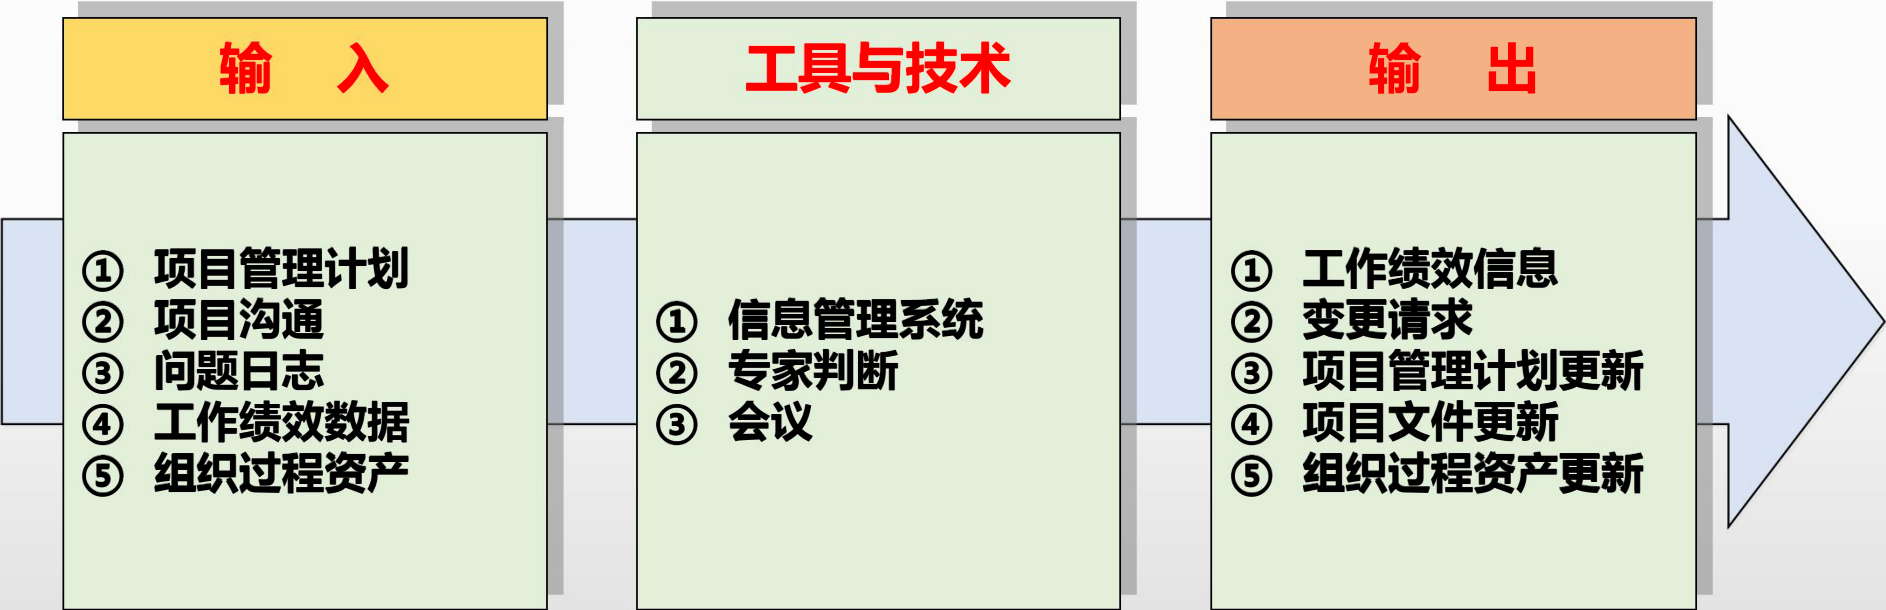 输 入
① 项目管理计划
② 项目沟通
③ 问题日志
④ 工作绩效数据
⑤ 组织过程资产
工具与技术
① 信息管理系统
② 专家判断
③ 会议
输 出
① 工作绩效信息
② 变更请求
③ 项目管理计划更新
④ 项目文件更新
⑤ 组织过程资产更新